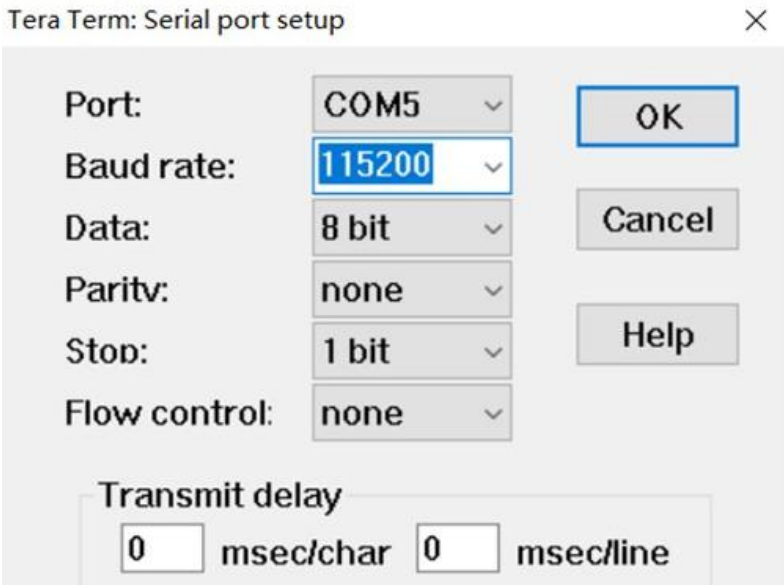 Tera Term: Serial port setup
Port: COM5 OK
Baud rate: 115200
Data: 8 bit Cancel
Parity: none
Stop: 1 bit Help
Flow control: none
Transmit delay
0 msec/char 0 msec/line